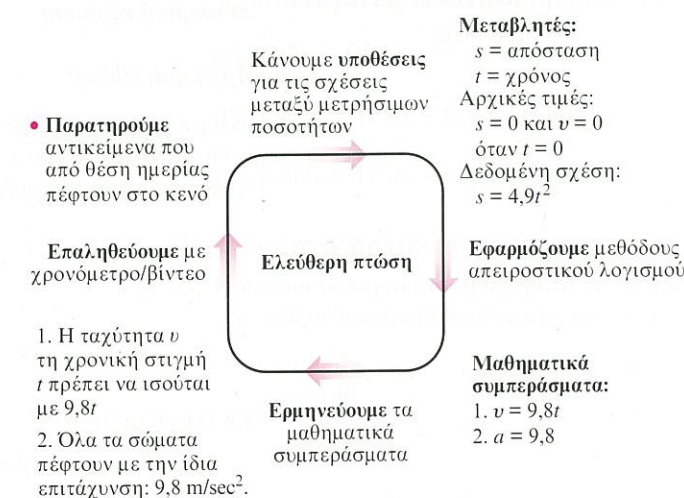 • Παρατηρούμε
αντικείμενα που
από θέση ημερίας
πέφτουν στο κενό
Κάνουμε υποθέσεις
για τις σχέσεις
μεταξύ μετρήσιμων
ποσοτήτων
Μεταβλητές:
s = απόσταση
t = χρόνος
Αρχικές τιμές:
s = 0 και υ = 0
όταν t = 0
Δεδομένη σχέση:
s = 4,9t²
Ελεύθερη πτώση
Εφαρμόζουμε μεθόδους
απειροστικού λογισμού
Μαθηματικά
συμπεράσματα:
1. υ = 9,8t
2. a = 9,8
Ερμηνεύουμε τα
μαθηματικά
συμπεράσματα
1. Η ταχύτητα υ
τη χρονική στιγμή
t πρέπει να ισούται
με 9,8t
2. Όλα τα σώματα
πέφτουν με την ίδια
επιτάχυνση: 9,8 m/sec².
Επαληθεύουμε με
χρονόμετρο/βίντεο